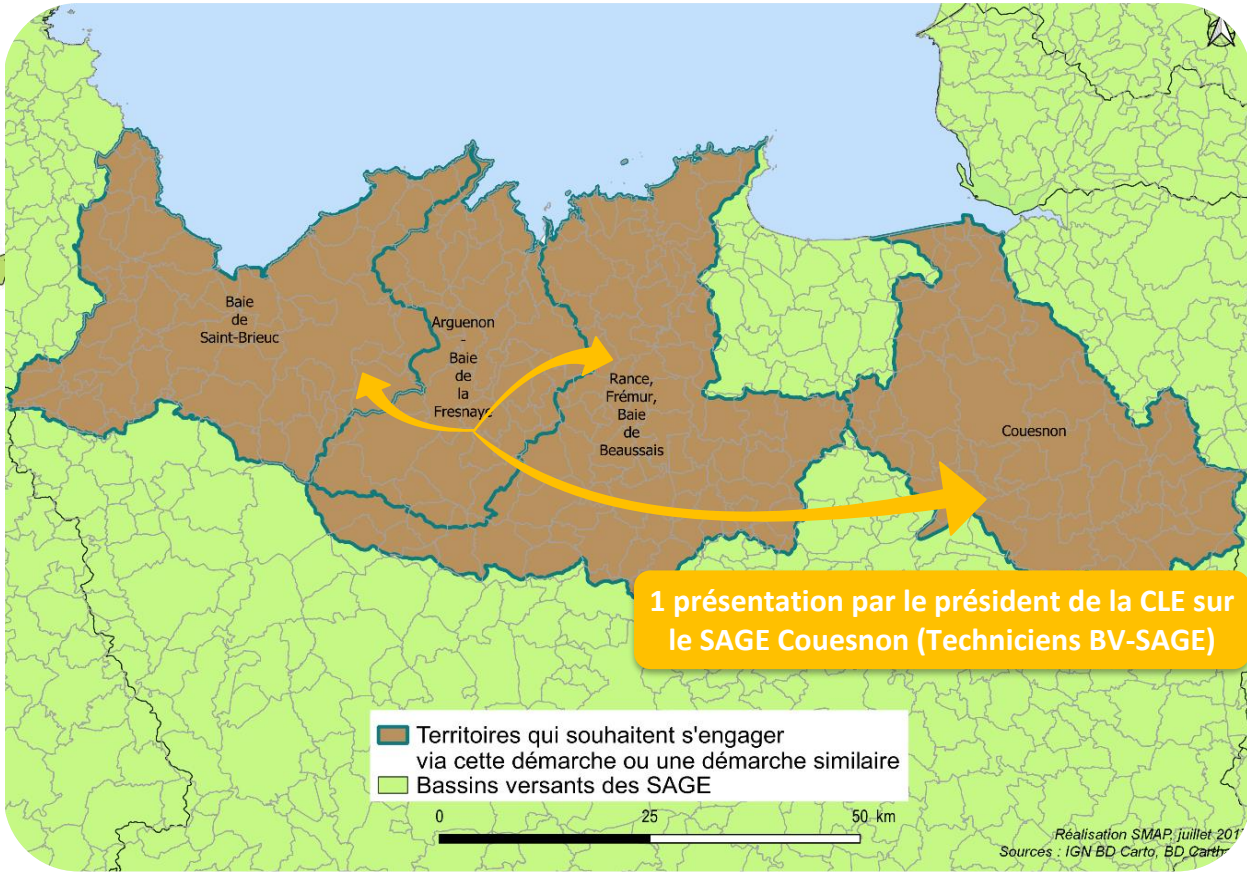 Baie
de
Saint-Brieuc
Arguenon
-
Baie
de
la
Fresnaye
Rance,
Frémur,
Baie
de
Beaussais
Couesnon
1 présentation par le président de la CLE sur
le SAGE Couesnon (Techniciens BV-SAGE)
Territoires qui souhaitent s'engager
via cette démarche ou une démarche similaire
Bassins versants des SAGE
0 25 50 km
Réalisation SMAP, juillet
Sources : IGN BD Carto, BD